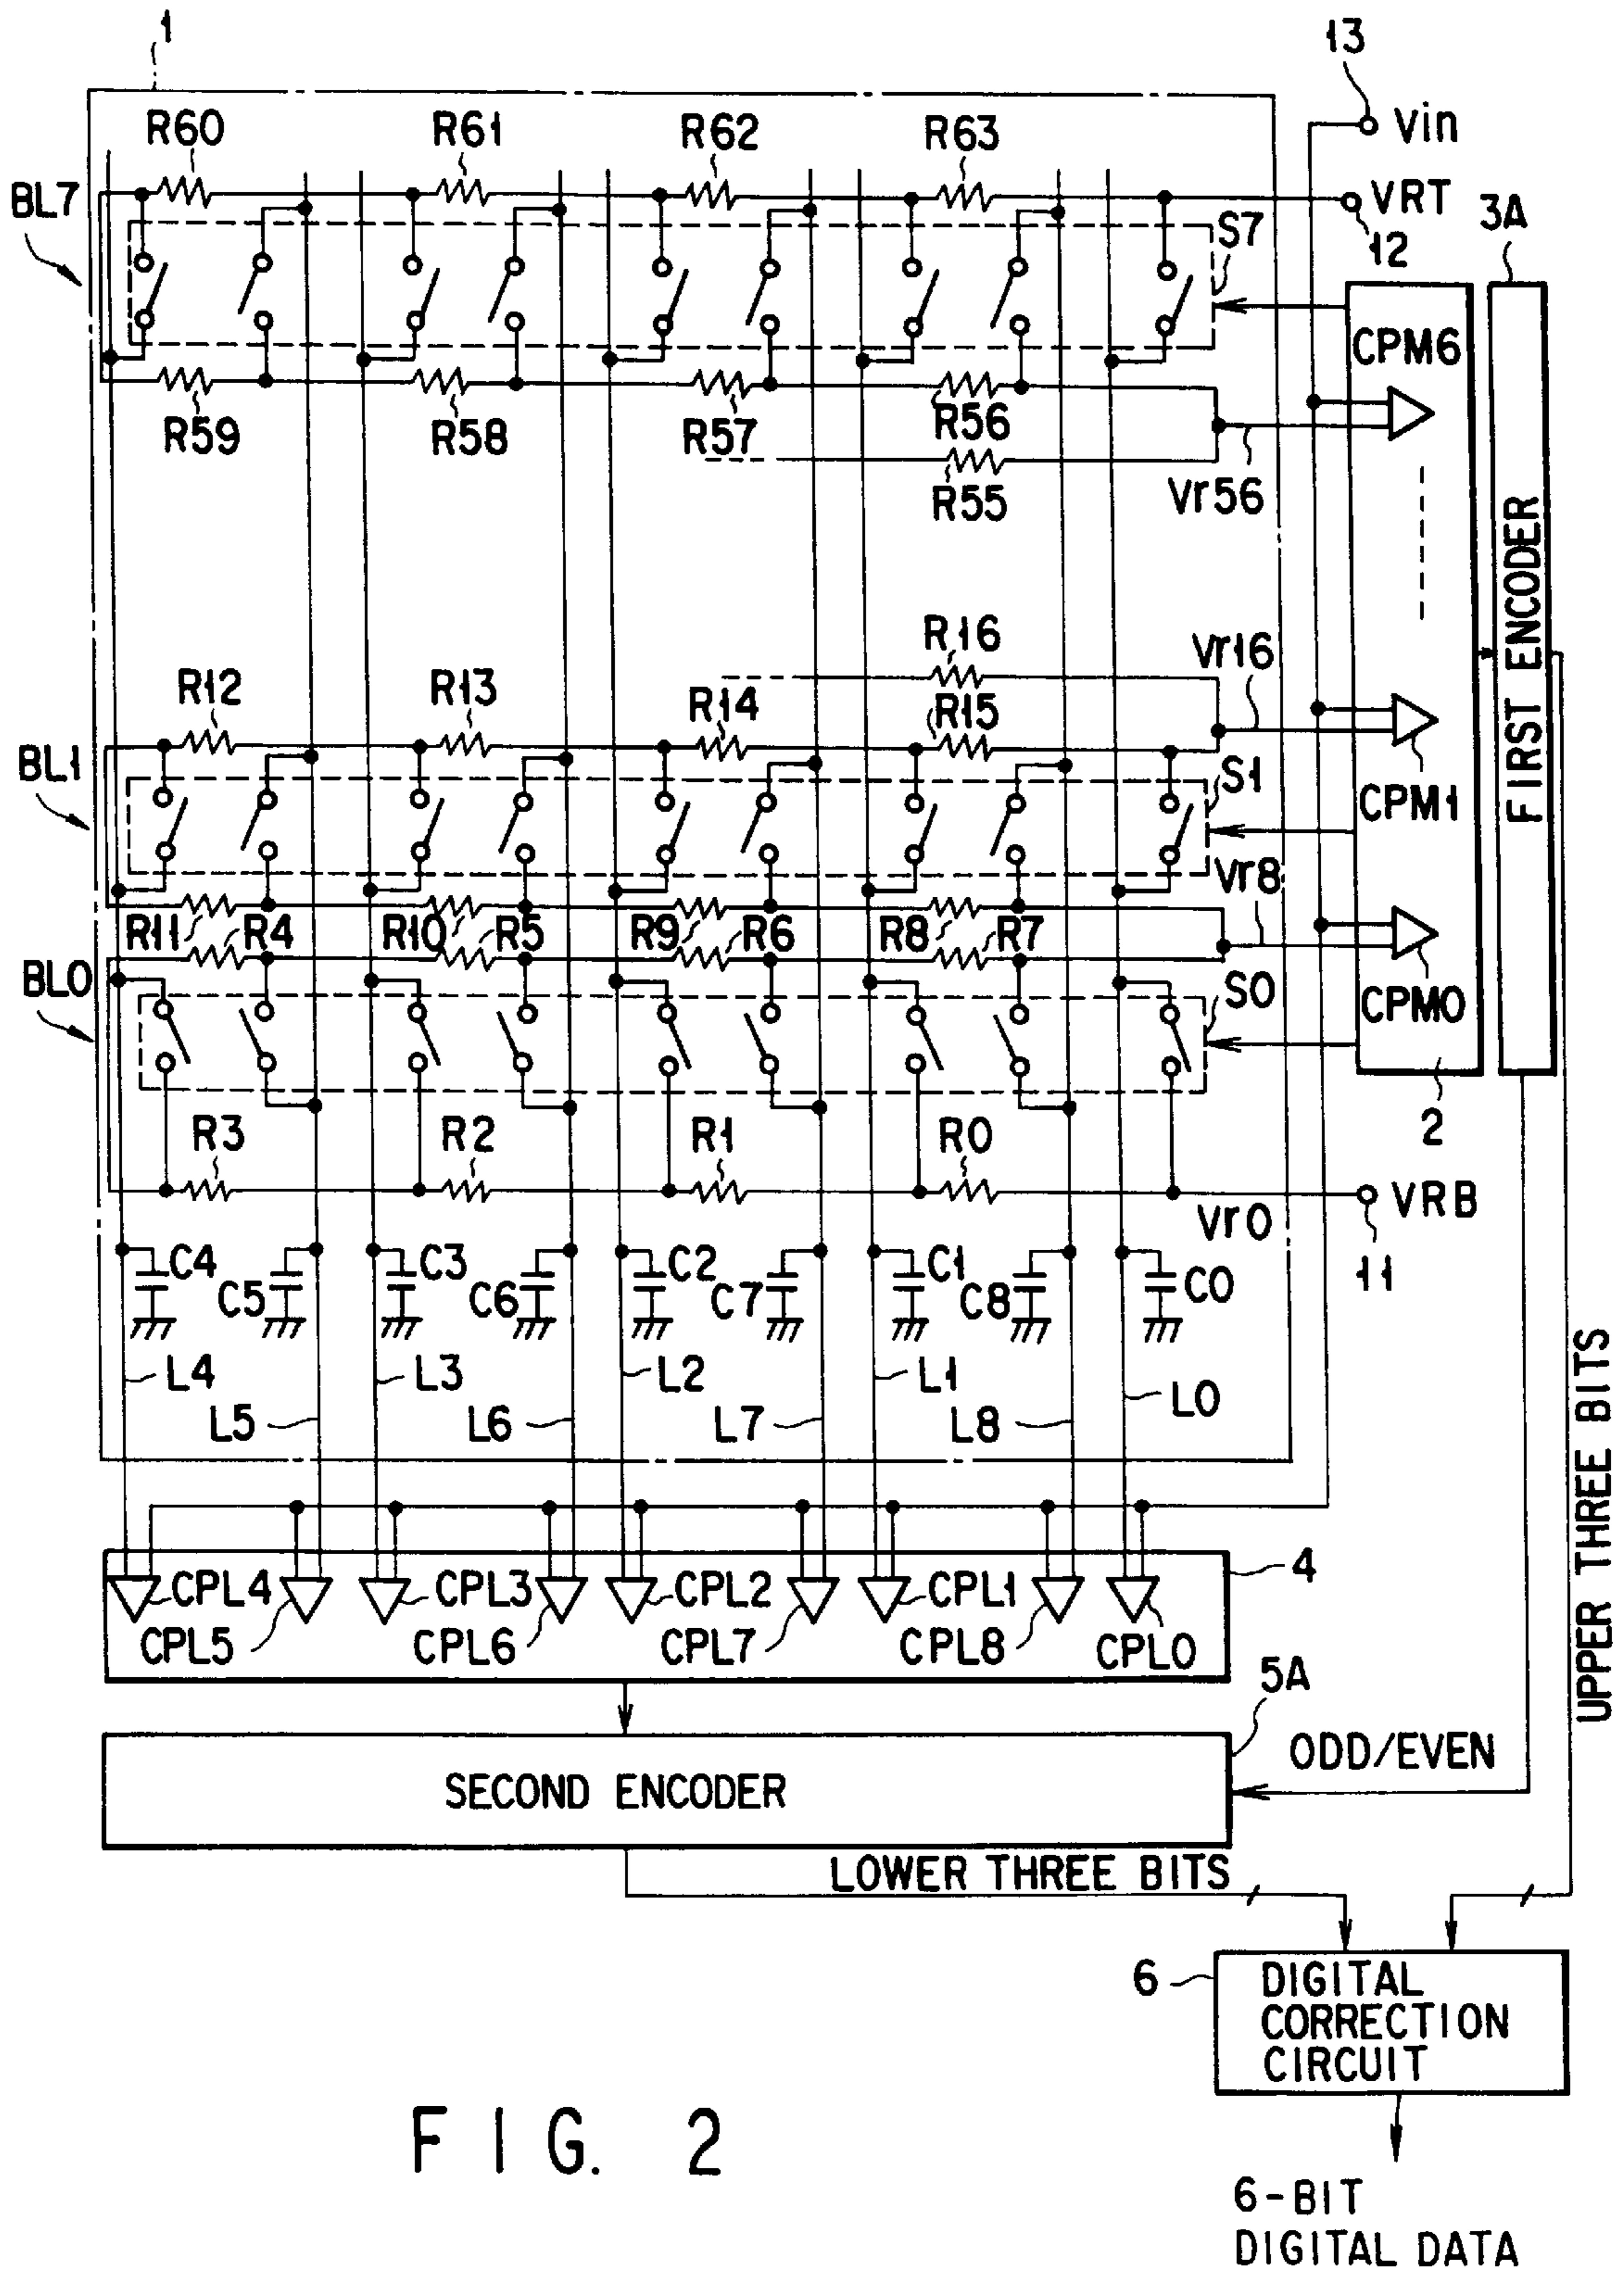 1
13
Vin
R60
R61
R62
R63
BL7
VRT
3A
12
S7
CPM6
R59
R58
R57
R56
R55
Vr56
R16
Vr16
R12
R13
R14
R15
BL1
S1
CPM1
FIRST ENCODER
Vr8
R11
R4
R10
R5
R9
R6
R8
R7
BL0
S0
CPM0
2
R3
R2
R1
R0
Vr0
VRB
11
C4
C5
C3
C6
C2
C7
C1
C8
C0
L4
L3
L2
L1
L0
L5
L6
L7
L8
UPPER THREE BITS
4
CPL4
CPL3
CPL2
CPL1
CPL5
CPL6
CPL7
CPL8
CPL0
5A
ODD/EVEN
SECOND ENCODER
LOWER THREE BITS
6
DIGITAL
CORRECTION
CIRCUIT
FIG. 2
6-BIT
DIGITAL DATA